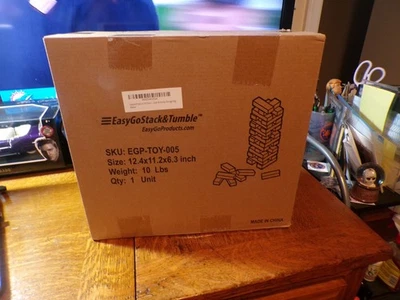 EasyGoStack&Tumble™
EasyGoProducts.com
SKU: EGP-TOY-005
Size: 12.4x11.2x6.3 inch
Weight: 10 Lbs
Qty: 1 Unit
MADE IN CHINA